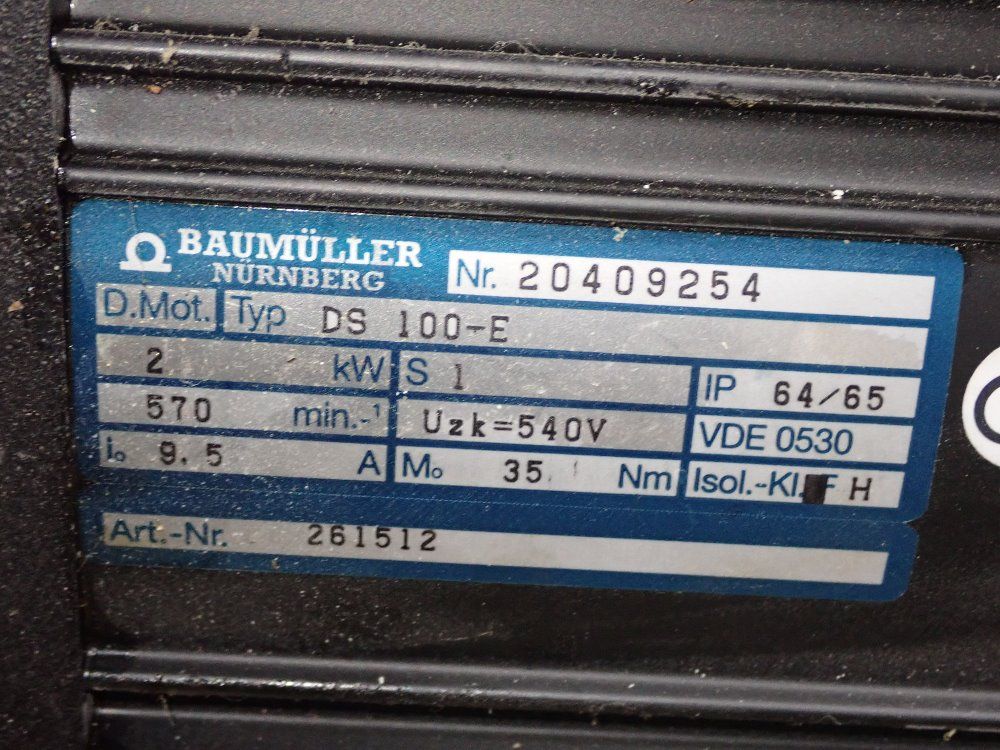 BAUMÜLLER
NÜRNBERG
Nr. 20409254
D.Mot. Typ DS 100-E
2 kW S 1 IP 64/65
570 min.-¹ Uzk=540V VDE 0530
I₀ 9.5 A M₀ 35 Nm Isol.-Kl. F H
Art.-Nr. 261512